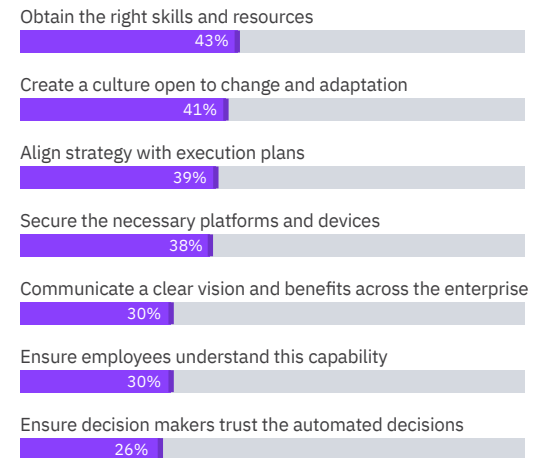 Obtain the right skills and resources
43%
Create a culture open to change and adaptation
41%
Align strategy with execution plans
39%
Secure the necessary platforms and devices
38%
Communicate a clear vision and benefits across the enterprise
30%
Ensure employees understand this capability
30%
Ensure decision makers trust the automated decisions
26%